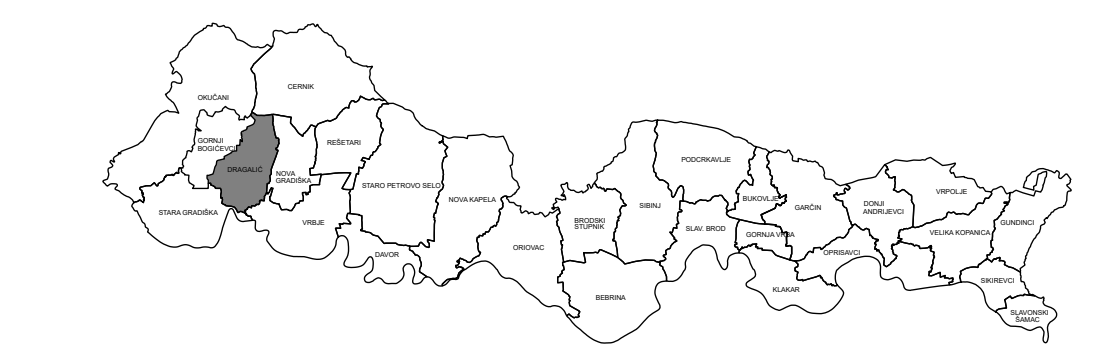 OKUČANI
CERNIK
GORNJI
BOGIĆEVCI
REŠETARI
DRAGALIĆ
NOVA
GRADIŠKA
STARO PETROVO SELO
STARA GRADIŠKA
VRBJE
NOVA KAPELA
DAVOR
ORIOVAC
BRODSKI
STUPNIK
SIBINJ
PODCRKAVLJE
BEBRINA
SLAV. BROD
BUKOVLJE
GARČIN
GORNJA VRBA
KLAKAR
OPRISAVCI
DONJI
ANDRIJEVCI
VRPOLJE
VELIKA KOPANICA
GUNDINCI
SIKIREVCI
SLAVONSKI
ŠAMAC